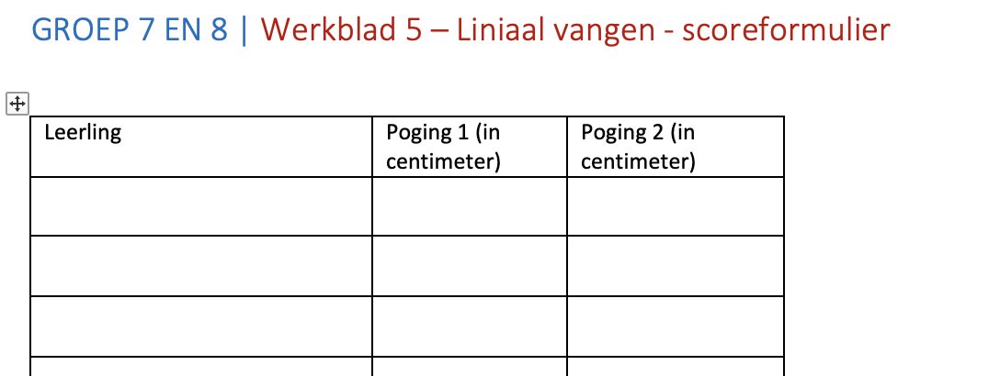 GROEP 7 EN 8 | Werkblad 5 – Liniaal vangen - scoreformulier
Leerling
Poging 1 (in
centimeter)
Poging 2 (in
centimeter)